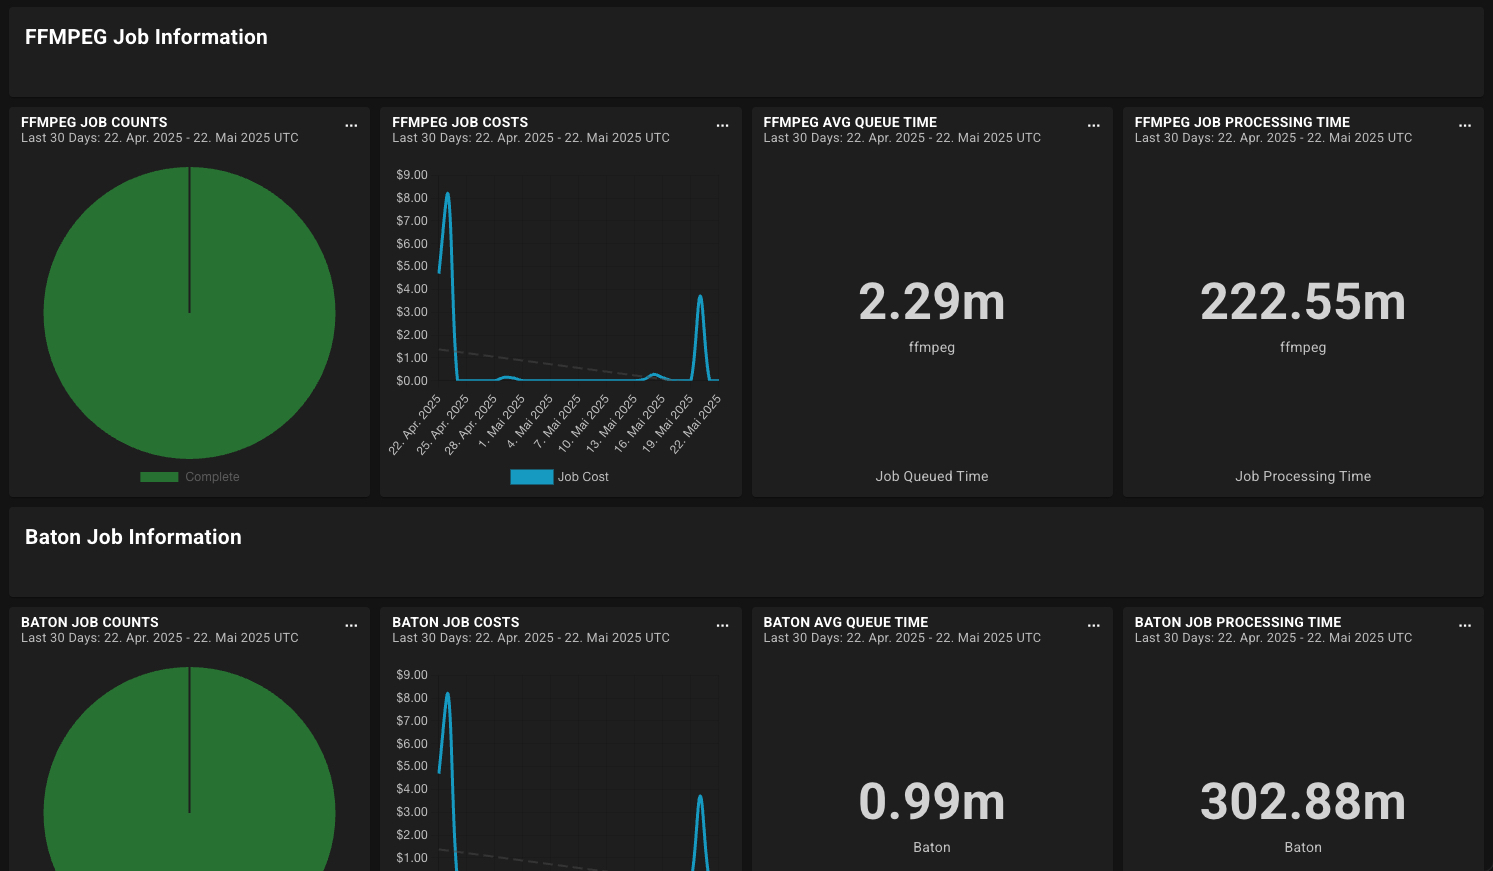 FFMPEG Job Information
FFMPEG JOB COUNTS
...
Last 30 Days: 22. Apr. 2025 - 22. Mai 2025 UTC
Complete
FFMPEG JOB COSTS
...
Last 30 Days: 22. Apr. 2025 - 22. Mai 2025 UTC
$9.00
$8.00
$7.00
$6.00
$5.00
$4.00
$3.00
$2.00
$1.00
$0.00
22. Apr. 2025
25. Apr. 2025
28. Apr. 2025
1. Mai 2025
4. Mai 2025
7. Mai 2025
10. Mai 2025
13. Mai 2025
16. Mai 2025
19. Mai 2025
22. Mai 2025
Job Cost
FFMPEG AVG QUEUE TIME
...
Last 30 Days: 22. Apr. 2025 - 22. Mai 2025 UTC
2.29m
ffmpeg
Job Queued Time
FFMPEG JOB PROCESSING TIME
...
Last 30 Days: 22. Apr. 2025 - 22. Mai 2025 UTC
222.55m
ffmpeg
Job Processing Time
Baton Job Information
BATON JOB COUNTS
...
Last 30 Days: 22. Apr. 2025 - 22. Mai 2025 UTC
BATON JOB COSTS
...
Last 30 Days: 22. Apr. 2025 - 22. Mai 2025 UTC
$9.00
$8.00
$7.00
$6.00
$5.00
$4.00
$3.00
$2.00
$1.00
BATON AVG QUEUE TIME
...
Last 30 Days: 22. Apr. 2025 - 22. Mai 2025 UTC
0.99m
Baton
BATON JOB PROCESSING TIME
...
Last 30 Days: 22. Apr. 2025 - 22. Mai 2025 UTC
302.88m
Baton